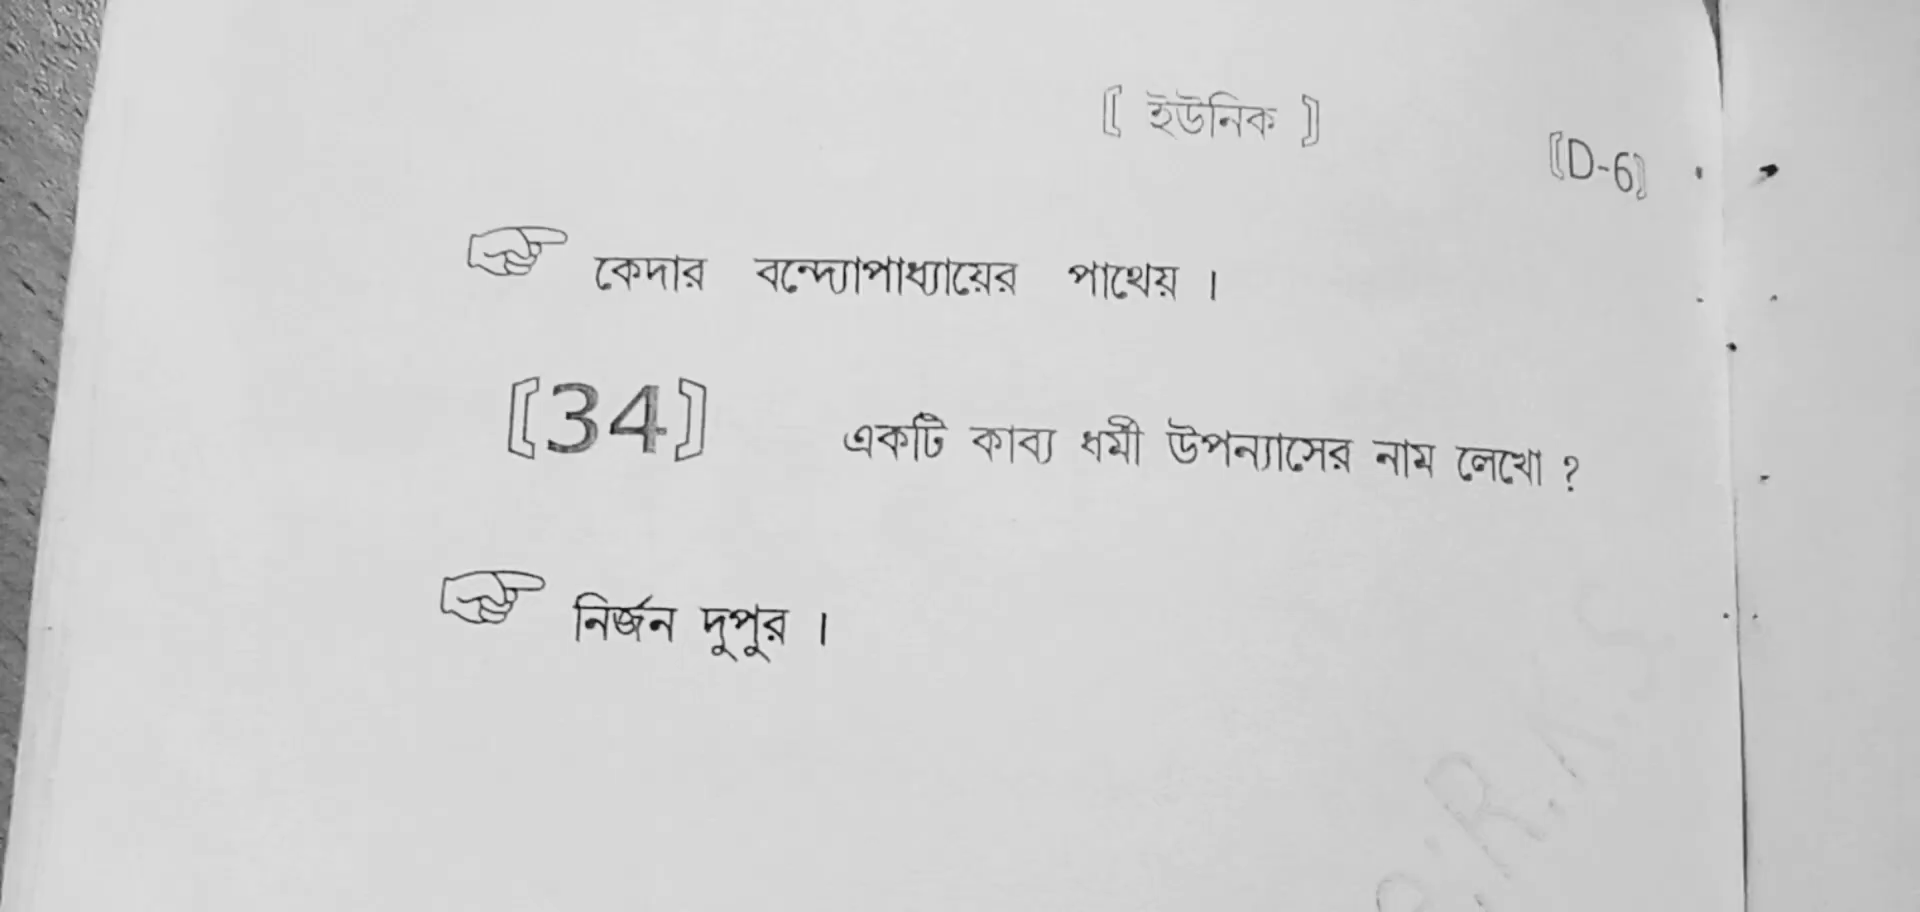 〖 ইউনিক 〗
〖D-6〗
☞ কেদার বন্দ্যোপাধ্যায়ের পাথেয় ।
〖34〗 একটি কাব্য ধর্মী উপন্যাসের নাম লেখো ?
☞ নির্জন দুপুর ।